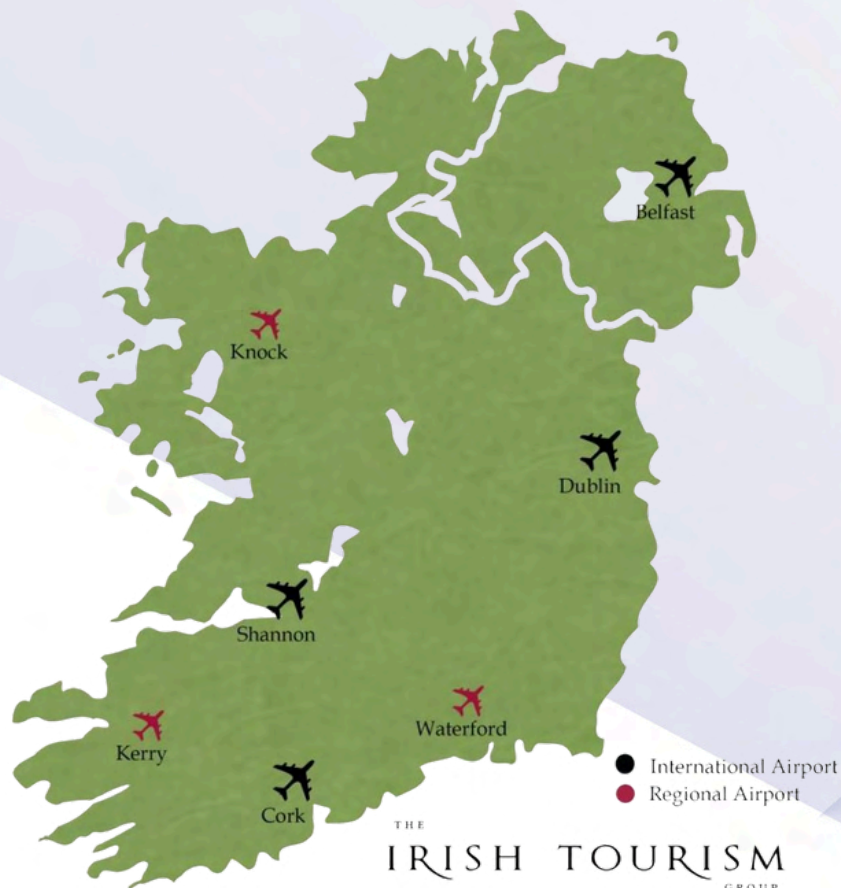 Belfast
Knock
Dublin
Shannon
Waterford
Kerry
Cork
International Airport
Regional Airport
THE
IRISH TOURISM
GROUP